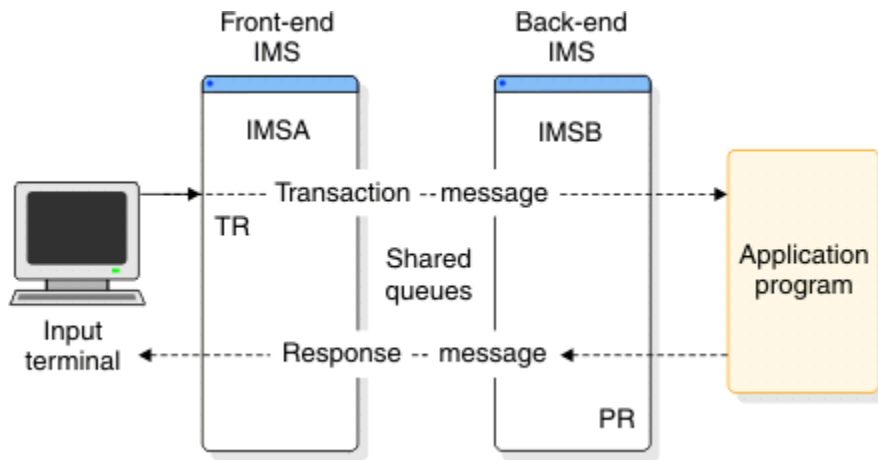 Front-end
IMS
Back-end
IMS
IMSA
IMSB
Transaction -- message
TR
Shared
queues
Application
program
Input
terminal
Response -- message
PR